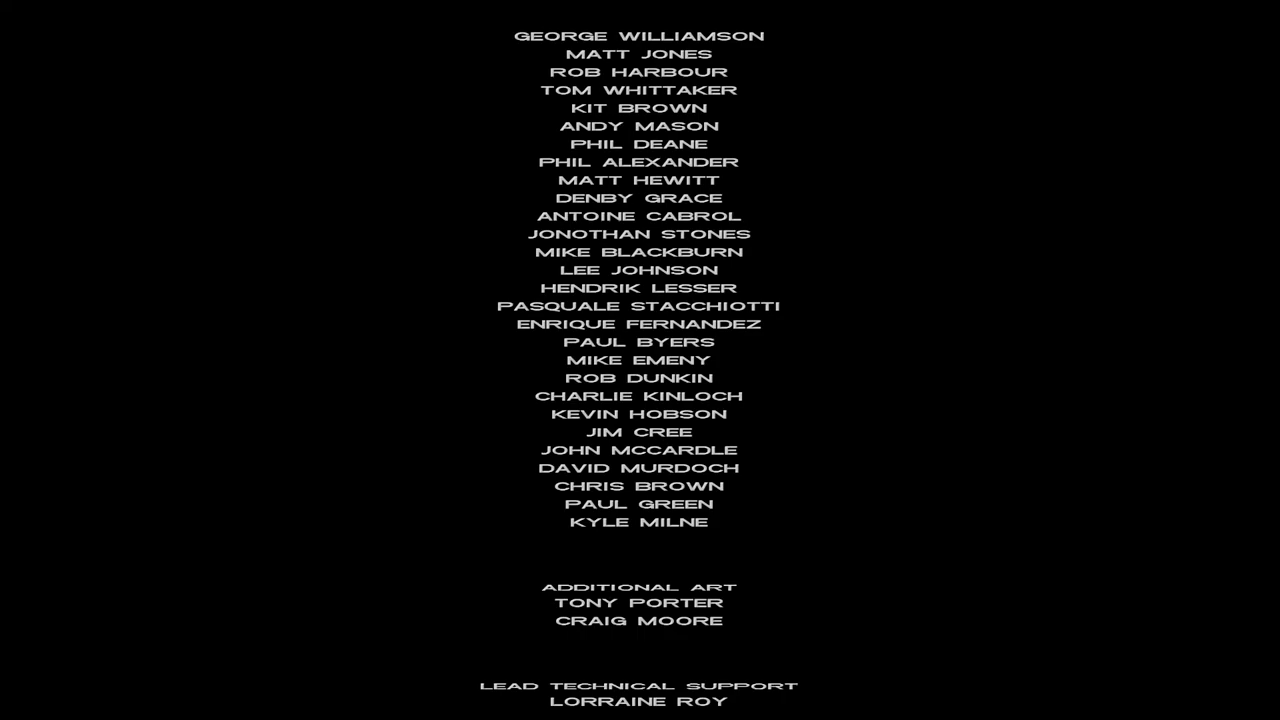 GEORGE WILLIAMSON
MATT JONES
ROB HARBOUR
TOM WHITTAKER
KIT BROWN
ANDY MASON
PHIL DEANE
PHIL ALEXANDER
MATT HEWITT
DENBY GRACE
ANTOINE CABROL
JONOTHAN STONES
MIKE BLACKBURN
LEE JOHNSON
HENDRIK LESSER
PASQUALE STACCHIOTTI
ENRIQUE FERNANDEZ
PAUL BYERS
MIKE EMENY
ROB DUNKIN
CHARLIE KINLOCH
KEVIN HOBSON
JIM CREE
JOHN MCCARDLE
DAVID MURDOCH
CHRIS BROWN
PAUL GREEN
KYLE MILNE
ADDITIONAL ART
TONY PORTER
CRAIG MOORE
LEAD TECHNICAL SUPPORT
LORRAINE ROY